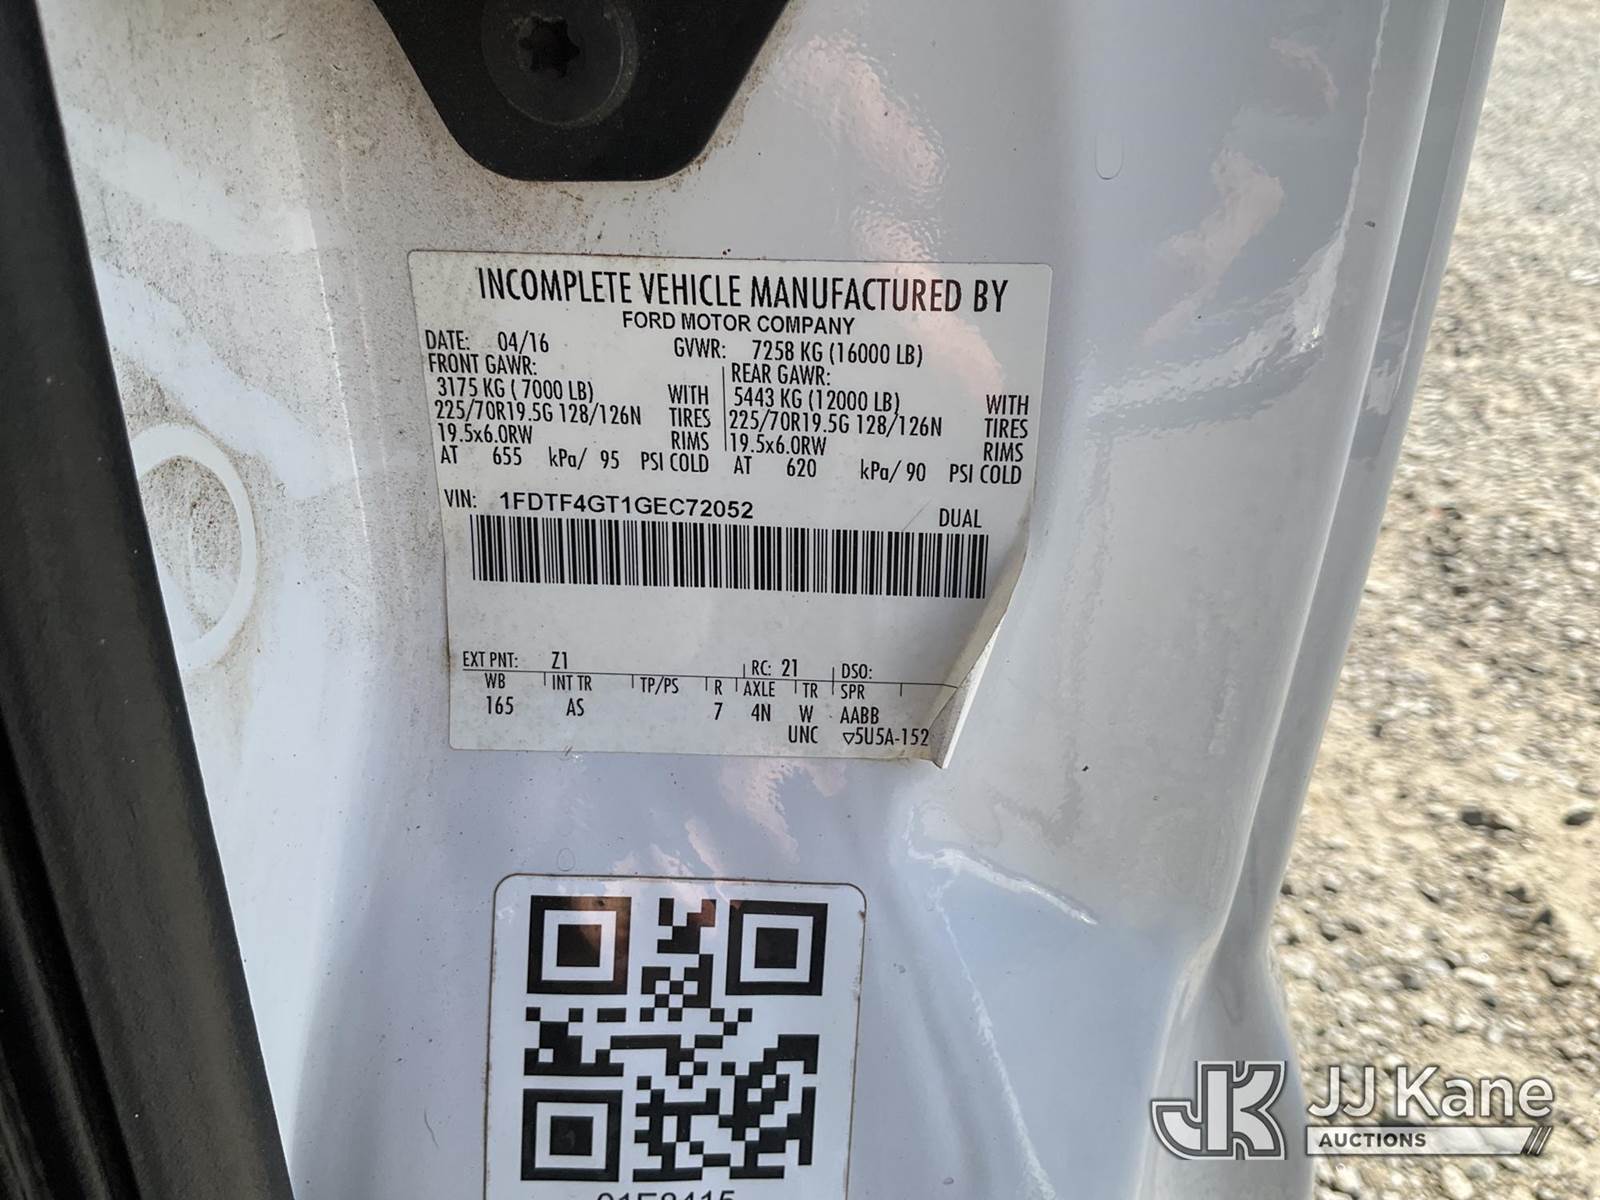 INCOMPLETE VEHICLE MANUFACTURED BY
FORD MOTOR COMPANY
DATE: 04/16 GVWR: 7258 KG (16000 LB)
FRONT GAWR: REAR GAWR:
3175 KG ( 7000 LB) WITH 5443 KG (12000 LB) WITH
225/70R19.5G 128/126N TIRES 225/70R19.5G 128/126N TIRES
19.5x6.0RW RIMS 19.5x6.0RW RIMS
AT 655 kPa/ 95 PSI COLD AT 620 kPa/ 90 PSI COLD
VIN: 1FDTF4GT1GEC72052 DUAL
EXT PNT: Z1 RC: 21 DSO:
WB INT TR TP/PS R AXLE TR SPR
165 AS 7 4N W AABB
UNC ▽5U5A-152
JJ Kane
AUCTIONS